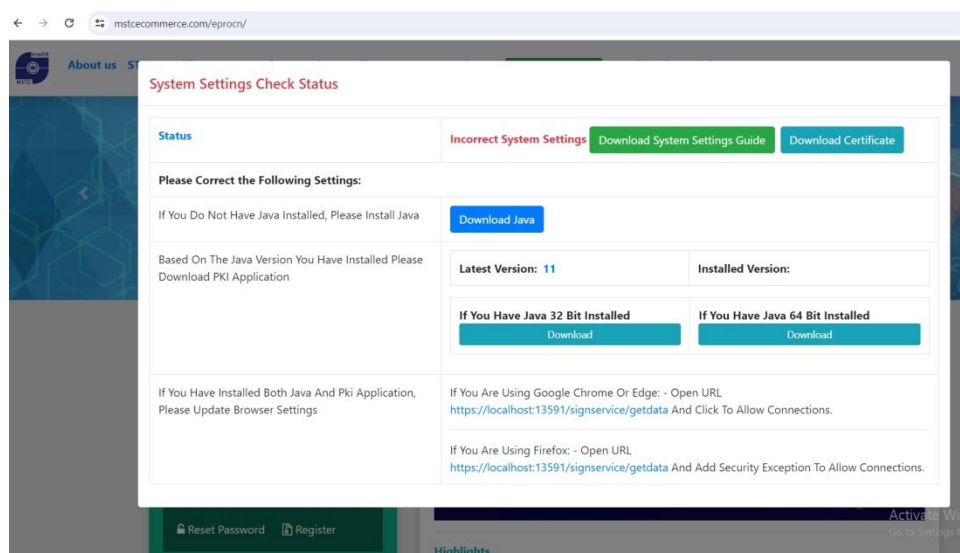 mstcecommerce.com/eprocn/
About us
System Settings Check Status
Status
Incorrect System Settings Download System Settings Guide Download Certificate
Please Correct the Following Settings:
If You Do Not Have Java Installed, Please Install Java
Download Java
Based On The Java Version You Have Installed Please
Download PKI Application
Latest Version: 11
Installed Version:
If You Have Java 32 Bit Installed
Download
If You Have Java 64 Bit Installed
Download
If You Have Installed Both Java And Pki Application,
Please Update Browser Settings
If You Are Using Google Chrome Or Edge: - Open URL
https://localhost:13591/signservice/getdata And Click To Allow Connections.
If You Are Using Firefox: - Open URL
https://localhost:13591/signservice/getdata And Add Security Exception To Allow Connections.
Reset Password Register
Highlights
Activate Wi
Go to Settings t